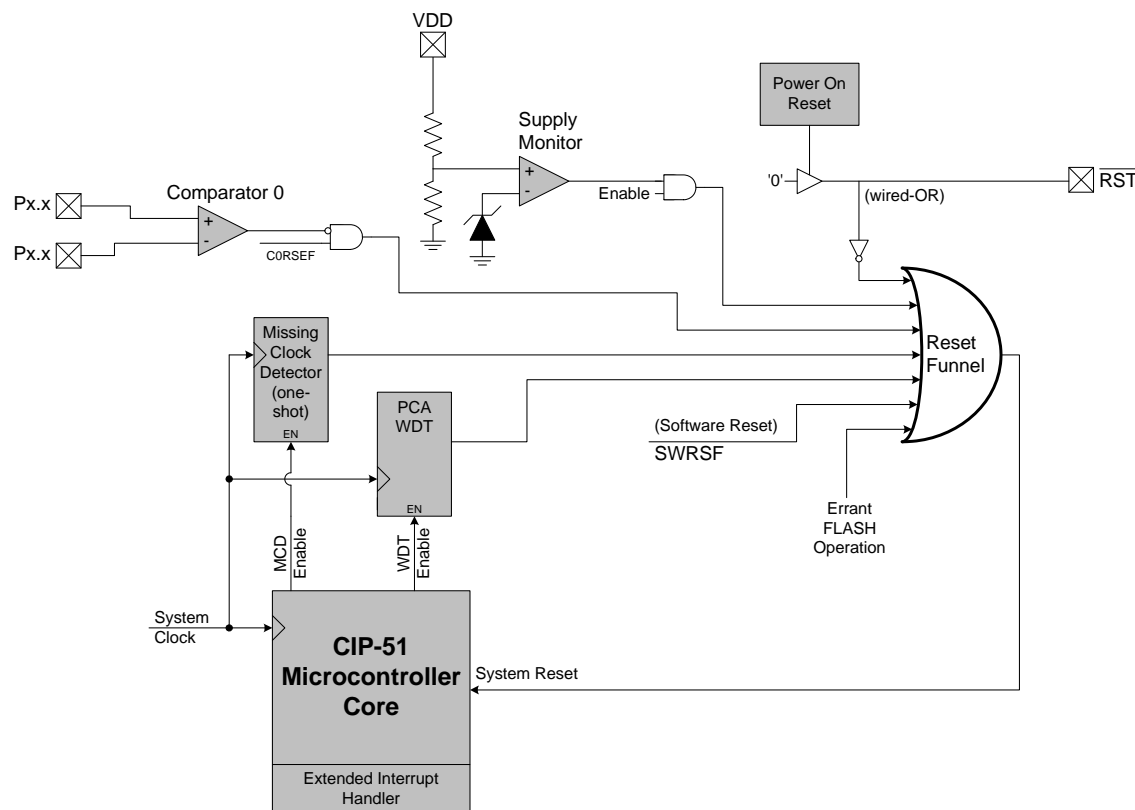 VDD
Power On
Reset
Supply
Monitor
+
-
Enable
'0'
(wired-OR)
RST
Comparator 0
Px.x
Px.x
+
-
C0RSEF
Missing
Clock
Detector
(one-
shot)
EN
PCA
WDT
EN
Reset
Funnel
(Software Reset)
SWRSF
Errant
FLASH
Operation
MCD
Enable
WDT
Enable
System
Clock
CIP-51
Microcontroller
Core
System Reset
Extended Interrupt
Handler